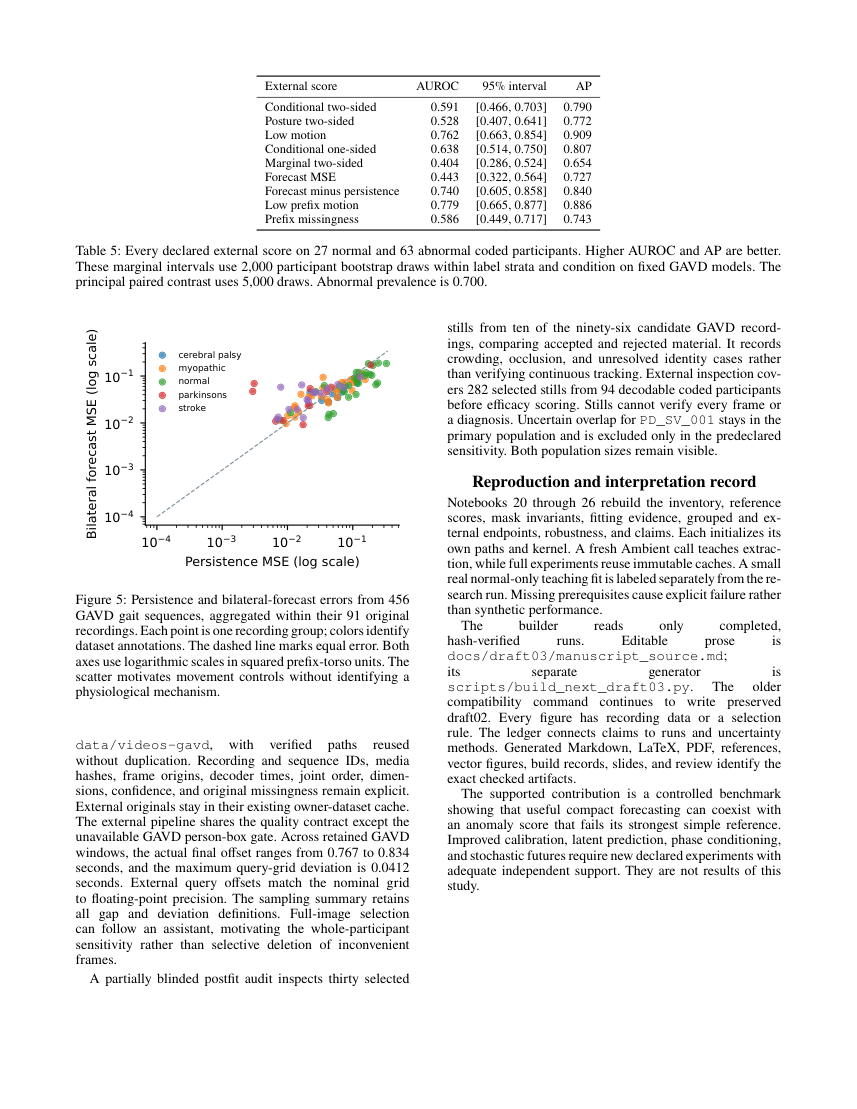 External score AUROC 95% interval AP
Conditional two-sided 0.591 [0.466, 0.703] 0.790
Posture two-sided 0.528 [0.407, 0.641] 0.772
Low motion 0.762 [0.663, 0.854] 0.909
Conditional one-sided 0.638 [0.514, 0.750] 0.807
Marginal two-sided 0.404 [0.286, 0.524] 0.654
Forecast MSE 0.443 [0.322, 0.564] 0.727
Forecast minus persistence 0.740 [0.605, 0.858] 0.840
Low prefix motion 0.779 [0.665, 0.877] 0.886
Prefix missingness 0.586 [0.449, 0.717] 0.743
Table 5: Every declared external score on 27 normal and 63 abnormal coded participants. Higher AUROC and AP are better.
These marginal intervals use 2,000 participant bootstrap draws within label strata and condition on fixed GAVD models. The
principal paired contrast uses 5,000 draws. Abnormal prevalence is 0.700.
Bilateral forecast MSE (log scale)
cerebral palsy
myopathic
normal
parkinsons
stroke
10⁻¹
10⁻²
10⁻³
10⁻⁴
10⁻⁴ 10⁻³ 10⁻² 10⁻¹
Persistence MSE (log scale)
Figure 5: Persistence and bilateral-forecast errors from 456
GAVD gait sequences, aggregated within their 91 original
recordings. Each point is one recording group; colors identify
dataset annotations. The dashed line marks equal error. Both
axes use logarithmic scales in squared prefix-torso units. The
scatter motivates movement controls without identifying a
physiological mechanism.
data/videos-gavd, with verified paths reused
without duplication. Recording and sequence IDs, media
hashes, frame origins, decoder times, joint order, dimen-
sions, confidence, and original missingness remain explicit.
External originals stay in their existing owner-dataset cache.
The external pipeline shares the quality contract except the
unavailable GAVD person-box gate. Across retained GAVD
windows, the actual final offset ranges from 0.767 to 0.834
seconds, and the maximum query-grid deviation is 0.0412
seconds. External query offsets match the nominal grid
to floating-point precision. The sampling summary retains
all gap and deviation definitions. Full-image selection
can follow an assistant, motivating the whole-participant
sensitivity rather than selective deletion of inconvenient
frames.
A partially blinded postfit audit inspects thirty selected
stills from ten of the ninety-six candidate GAVD record-
ings, comparing accepted and rejected material. It records
crowding, occlusion, and unresolved identity cases rather
than verifying continuous tracking. External inspection cov-
ers 282 selected stills from 94 decodable coded participants
before efficacy scoring. Stills cannot verify every frame or
a diagnosis. Uncertain overlap for PD_SV_001 stays in the
primary population and is excluded only in the predeclared
sensitivity. Both population sizes remain visible.
Reproduction and interpretation record
Notebooks 20 through 26 rebuild the inventory, reference
scores, mask invariants, fitting evidence, grouped and ex-
ternal endpoints, robustness, and claims. Each initializes its
own paths and kernel. A fresh Ambient call teaches extrac-
tion, while full experiments reuse immutable caches. A small
real normal-only teaching fit is labeled separately from the re-
search run. Missing prerequisites cause explicit failure rather
than synthetic performance.
The builder reads only completed,
hash-verified runs. Editable prose is
docs/draft03/manuscript_source.md;
its separate generator is
scripts/build_next_draft03.py. The older
compatibility command continues to write preserved
draft02. Every figure has recording data or a selection
rule. The ledger connects claims to runs and uncertainty
methods. Generated Markdown, LaTeX, PDF, references,
vector figures, build records, slides, and review identify the
exact checked artifacts.
The supported contribution is a controlled benchmark
showing that useful compact forecasting can coexist with
an anomaly score that fails its strongest simple reference.
Improved calibration, latent prediction, phase conditioning,
and stochastic futures require new declared experiments with
adequate independent support. They are not results of this
study.